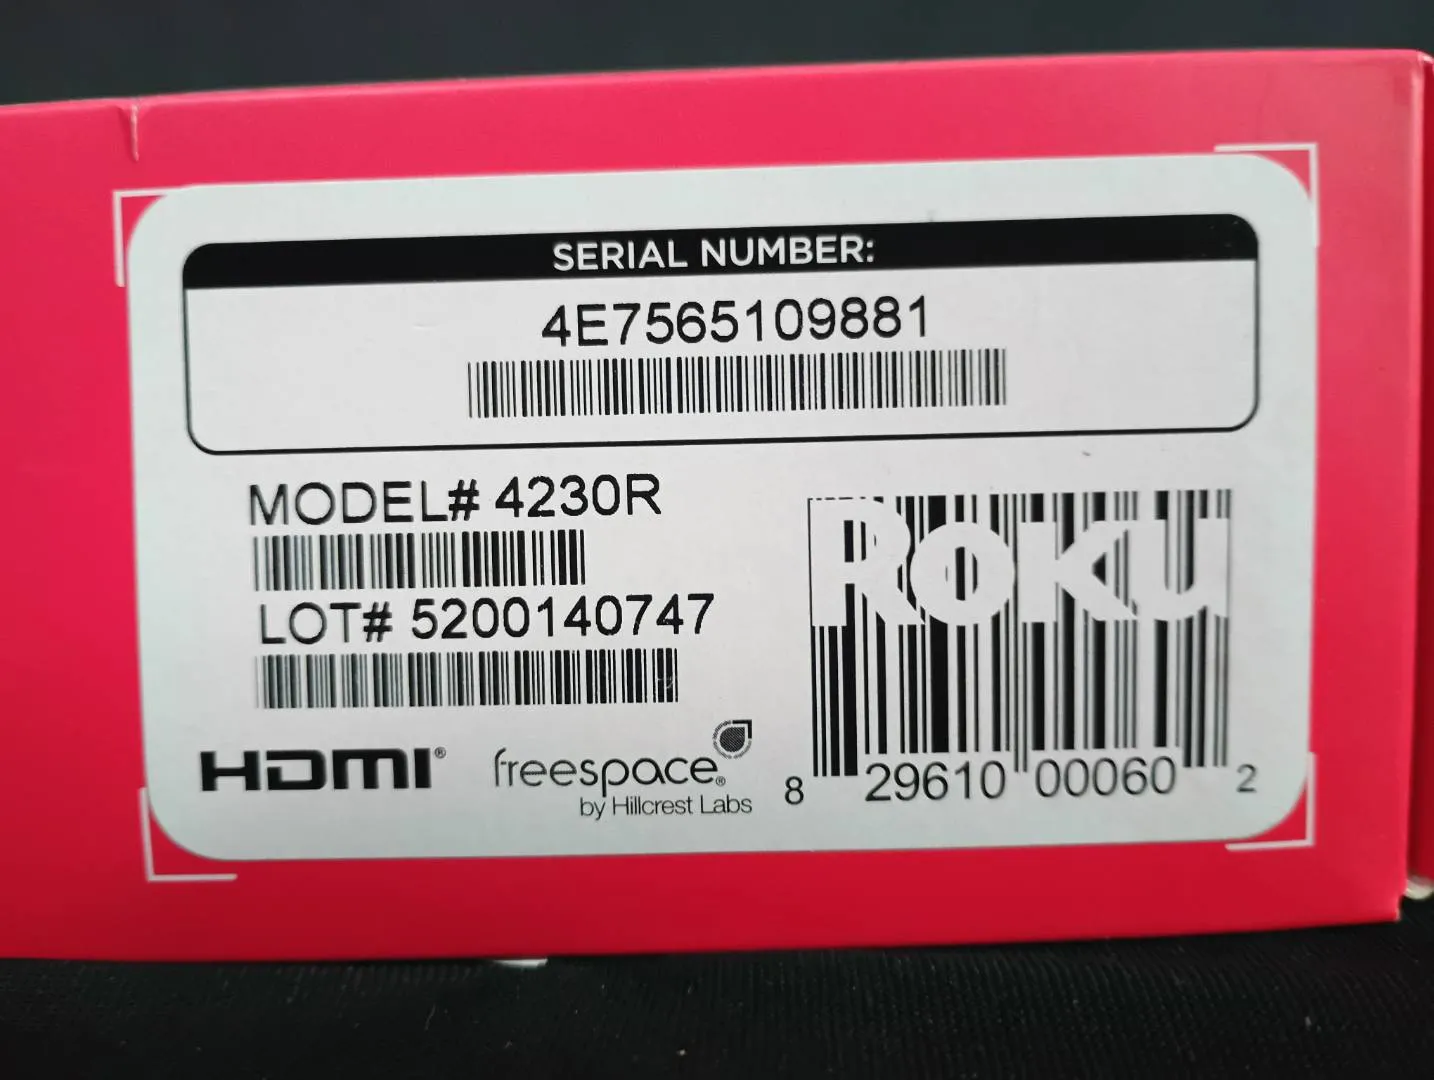 SERIAL NUMBER:
4E7565109881
MODEL# 4230R
LOT# 5200140747
HDMI®
freespace®
by Hillcrest Labs
Roku
8 29610 00060 2